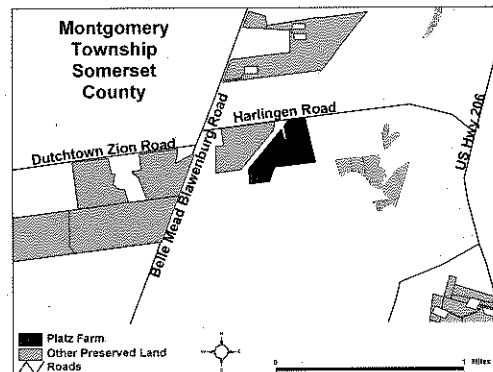 Montgomery
Township
Somerset
County
Harlingen Road
Dutchtown Zion Road
Belle Mead Blawenburg Road
US Hwy 206
Platz Farm
Other Preserved Land
Roads
N
W
E
S
0
1
Miles